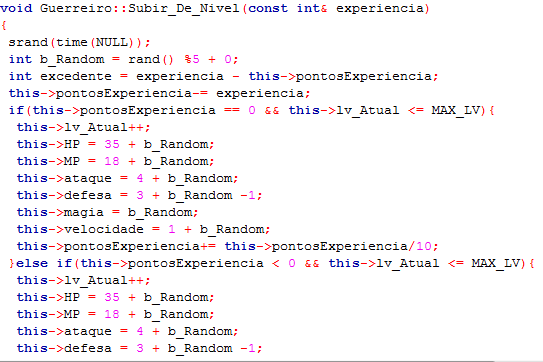 void Guerreiro::Subir_De_Nivel(const int& experiencia)
{
srand(time(NULL));
int b_Random = rand() %5 + 0;
int excedente = experiencia - this->pontosExperiencia;
this->pontosExperiencia-= experiencia;
if(this->pontosExperiencia == 0 && this->lv_Atual <= MAX_LV){
this->lv_Atual++;
this->HP = 35 + b_Random;
this->MP = 18 + b_Random;
this->ataque = 4 + b_Random;
this->defesa = 3 + b_Random -1;
this->magia = b_Random;
this->velocidade = 1 + b_Random;
this->pontosExperiencia+= this->pontosExperiencia/10;
}else if(this->pontosExperiencia < 0 && this->lv_Atual <= MAX_LV){
this->lv_Atual++;
this->HP = 35 + b_Random;
this->MP = 18 + b_Random;
this->ataque = 4 + b_Random;
this->defesa = 3 + b_Random -1;